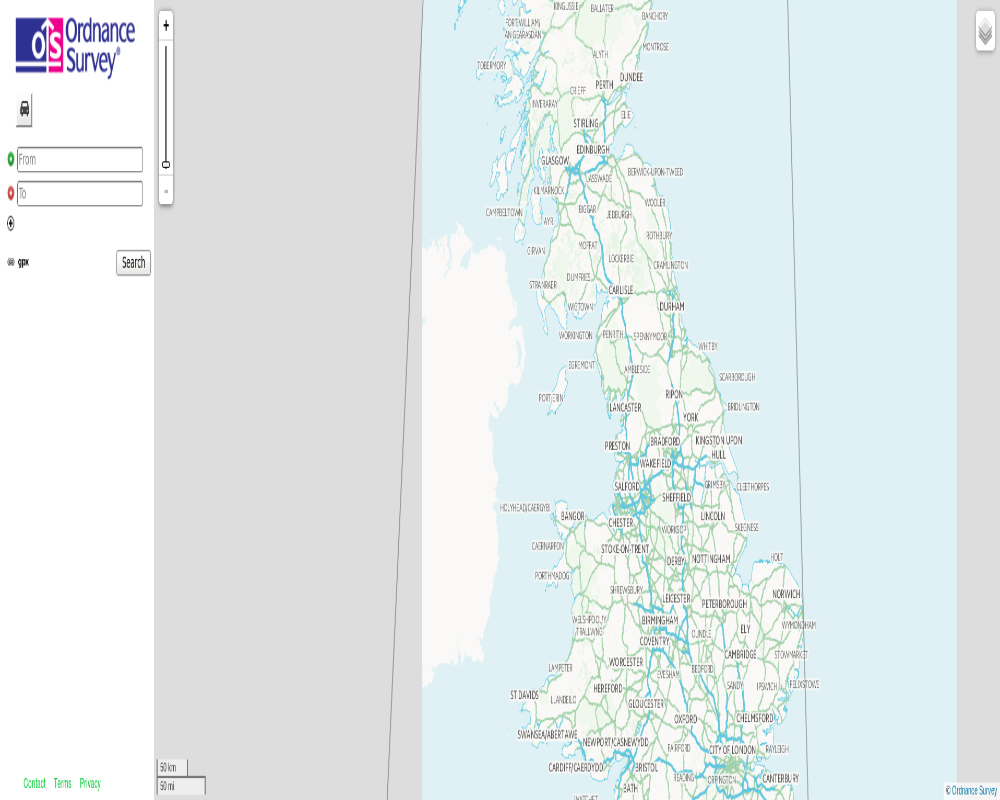 OS Ordnance
Survey®
From
To
gpx
Search
Contact Terms Privacy
+
-
50 km
50 mi
KINGUSSIE
BALLATER
BANCHORY
FORT WILLIAM/
AN GEARASDAN
MONTROSE
ALYTH
TOBERMORY
DUNDEE
PERTH
CRIEFF
INVERARAY
ELIE
STIRLING
EDINBURGH
GLASGOW
BERWICK-UPON-TWEED
LASSWADE
KILMARNOCK
WOOLER
CAMPBELTOWN
BIGGAR
JEDBURGH
AYR
ROTHBURY
MOFFAT
GIRVAN
LOCKERBIE
CRAMLINGTON
DUMFRIES
STRANRAER
CARLISLE
WIGTOWN
DURHAM
WORKINGTON
PENRITH
SPENNYMOOR
WHITBY
EGREMONT
AMBLESIDE
SCARBOROUGH
PORT ERIN
RIPON
LANCASTER
BRIDLINGTON
YORK
PRESTON
BRADFORD
KINGSTON UPON
HULL
WAKEFIELD
SALFORD
GRIMSBY
CLEETHORPES
SHEFFIELD
HOLYHEAD/CAERGYBI
BANGOR
LINCOLN
CHESTER
WORKSOP
SKEGNESS
CAERNARFON
STOKE-ON-TRENT
NOTTINGHAM
HOLT
DERBY
PORTHMADOG
SHREWSBURY
NORWICH
LEICESTER
PETERBOROUGH
WELSHPOOL/Y
TRALLWNG
BIRMINGHAM
WYMONDHAM
ELY
OUNDLE
COVENTRY
CAMBRIDGE
STOWMARKET
WORCESTER
LAMPETER
BEDFORD
EVESHAM
HEREFORD
SANDY
IPSWICH
FELIXSTOWE
ST DAVIDS
LLANDEILO
GLOUCESTER
OXFORD
CHELMSFORD
SWANSEA/ABERTAWE
NEWPORT/CASNEWYDD
FAIRFORD
CITY OF LONDON
RAYLEIGH
CARDIFF/CAERDYDD
BRISTOL
READING
ORPINGTON
CANTERBURY
BATH
WATCHET
© Ordnance Survey